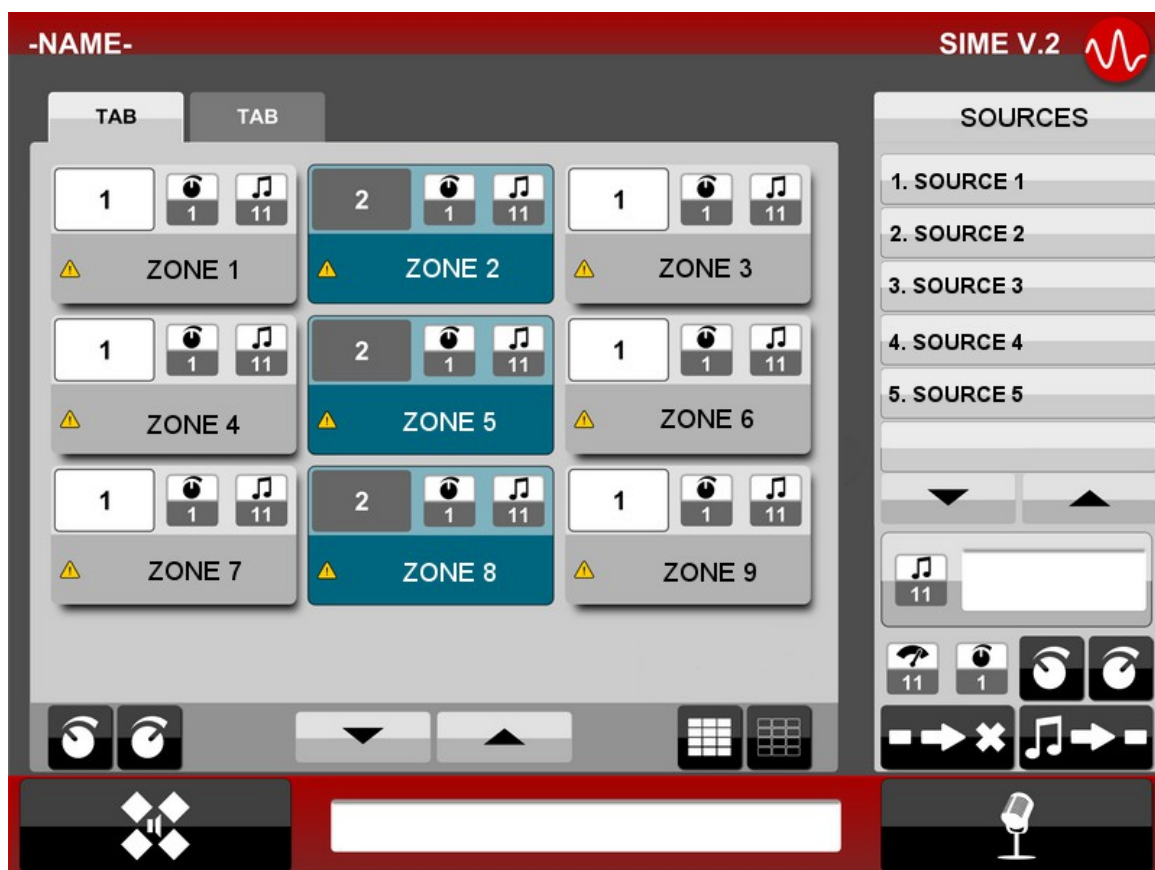 -NAME-
SIME V.2
TAB TAB
1 1 11 2 1 11 1 1 11
ZONE 1 ZONE 2 ZONE 3
1 1 11 2 1 11 1 1 11
ZONE 4 ZONE 5 ZONE 6
1 1 11 2 1 11 1 1 11
ZONE 7 ZONE 8 ZONE 9
SOURCES
1. SOURCE 1
2. SOURCE 2
3. SOURCE 3
4. SOURCE 4
5. SOURCE 5
11
11 1